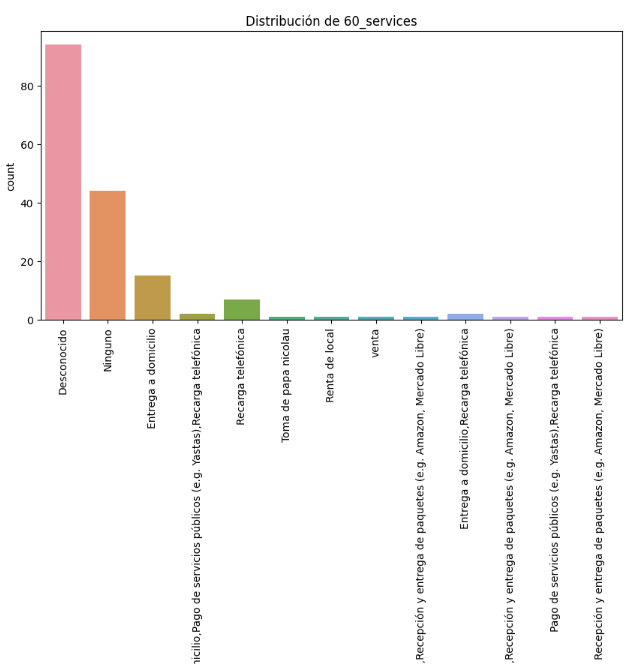 Distribución de 60_services
count
80
60
40
20
0
Desconocido
Ninguno
Entrega a domicilio
icilio,Pago de servicios públicos (e.g. Yastas),Recarga telefónica
Recarga telefónica
Toma de papa nicolau
Renta de local
venta
,Recepción y entrega de paquetes (e.g. Amazon, Mercado Libre)
Entrega a domicilio,Recarga telefónica
,Recepción y entrega de paquetes (e.g. Amazon, Mercado Libre)
Pago de servicios públicos (e.g. Yastas),Recarga telefónica
Recepción y entrega de paquetes (e.g. Amazon, Mercado Libre)